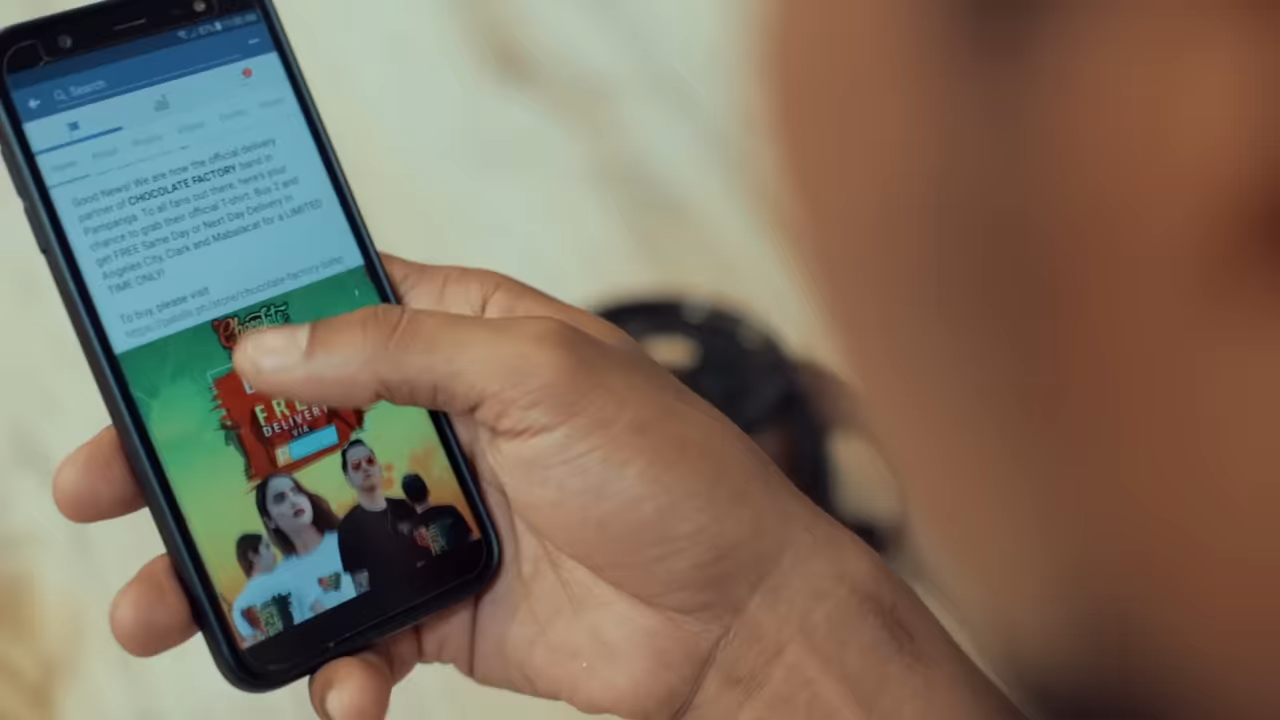 Search
Good News! We are now the official delivery
partner of CHOCOLATE FACTORY band in
Pampanga. To all fans out there, here's your
chance to grab their official T-shirt. Buy 2 and
get FREE Same Day or Next Day Delivery in
Angeles City, Clark and Mabalacat for a LIMITED
TIME ONLY!
To buy, please visit
Chocolate
DELIVERY
VIA